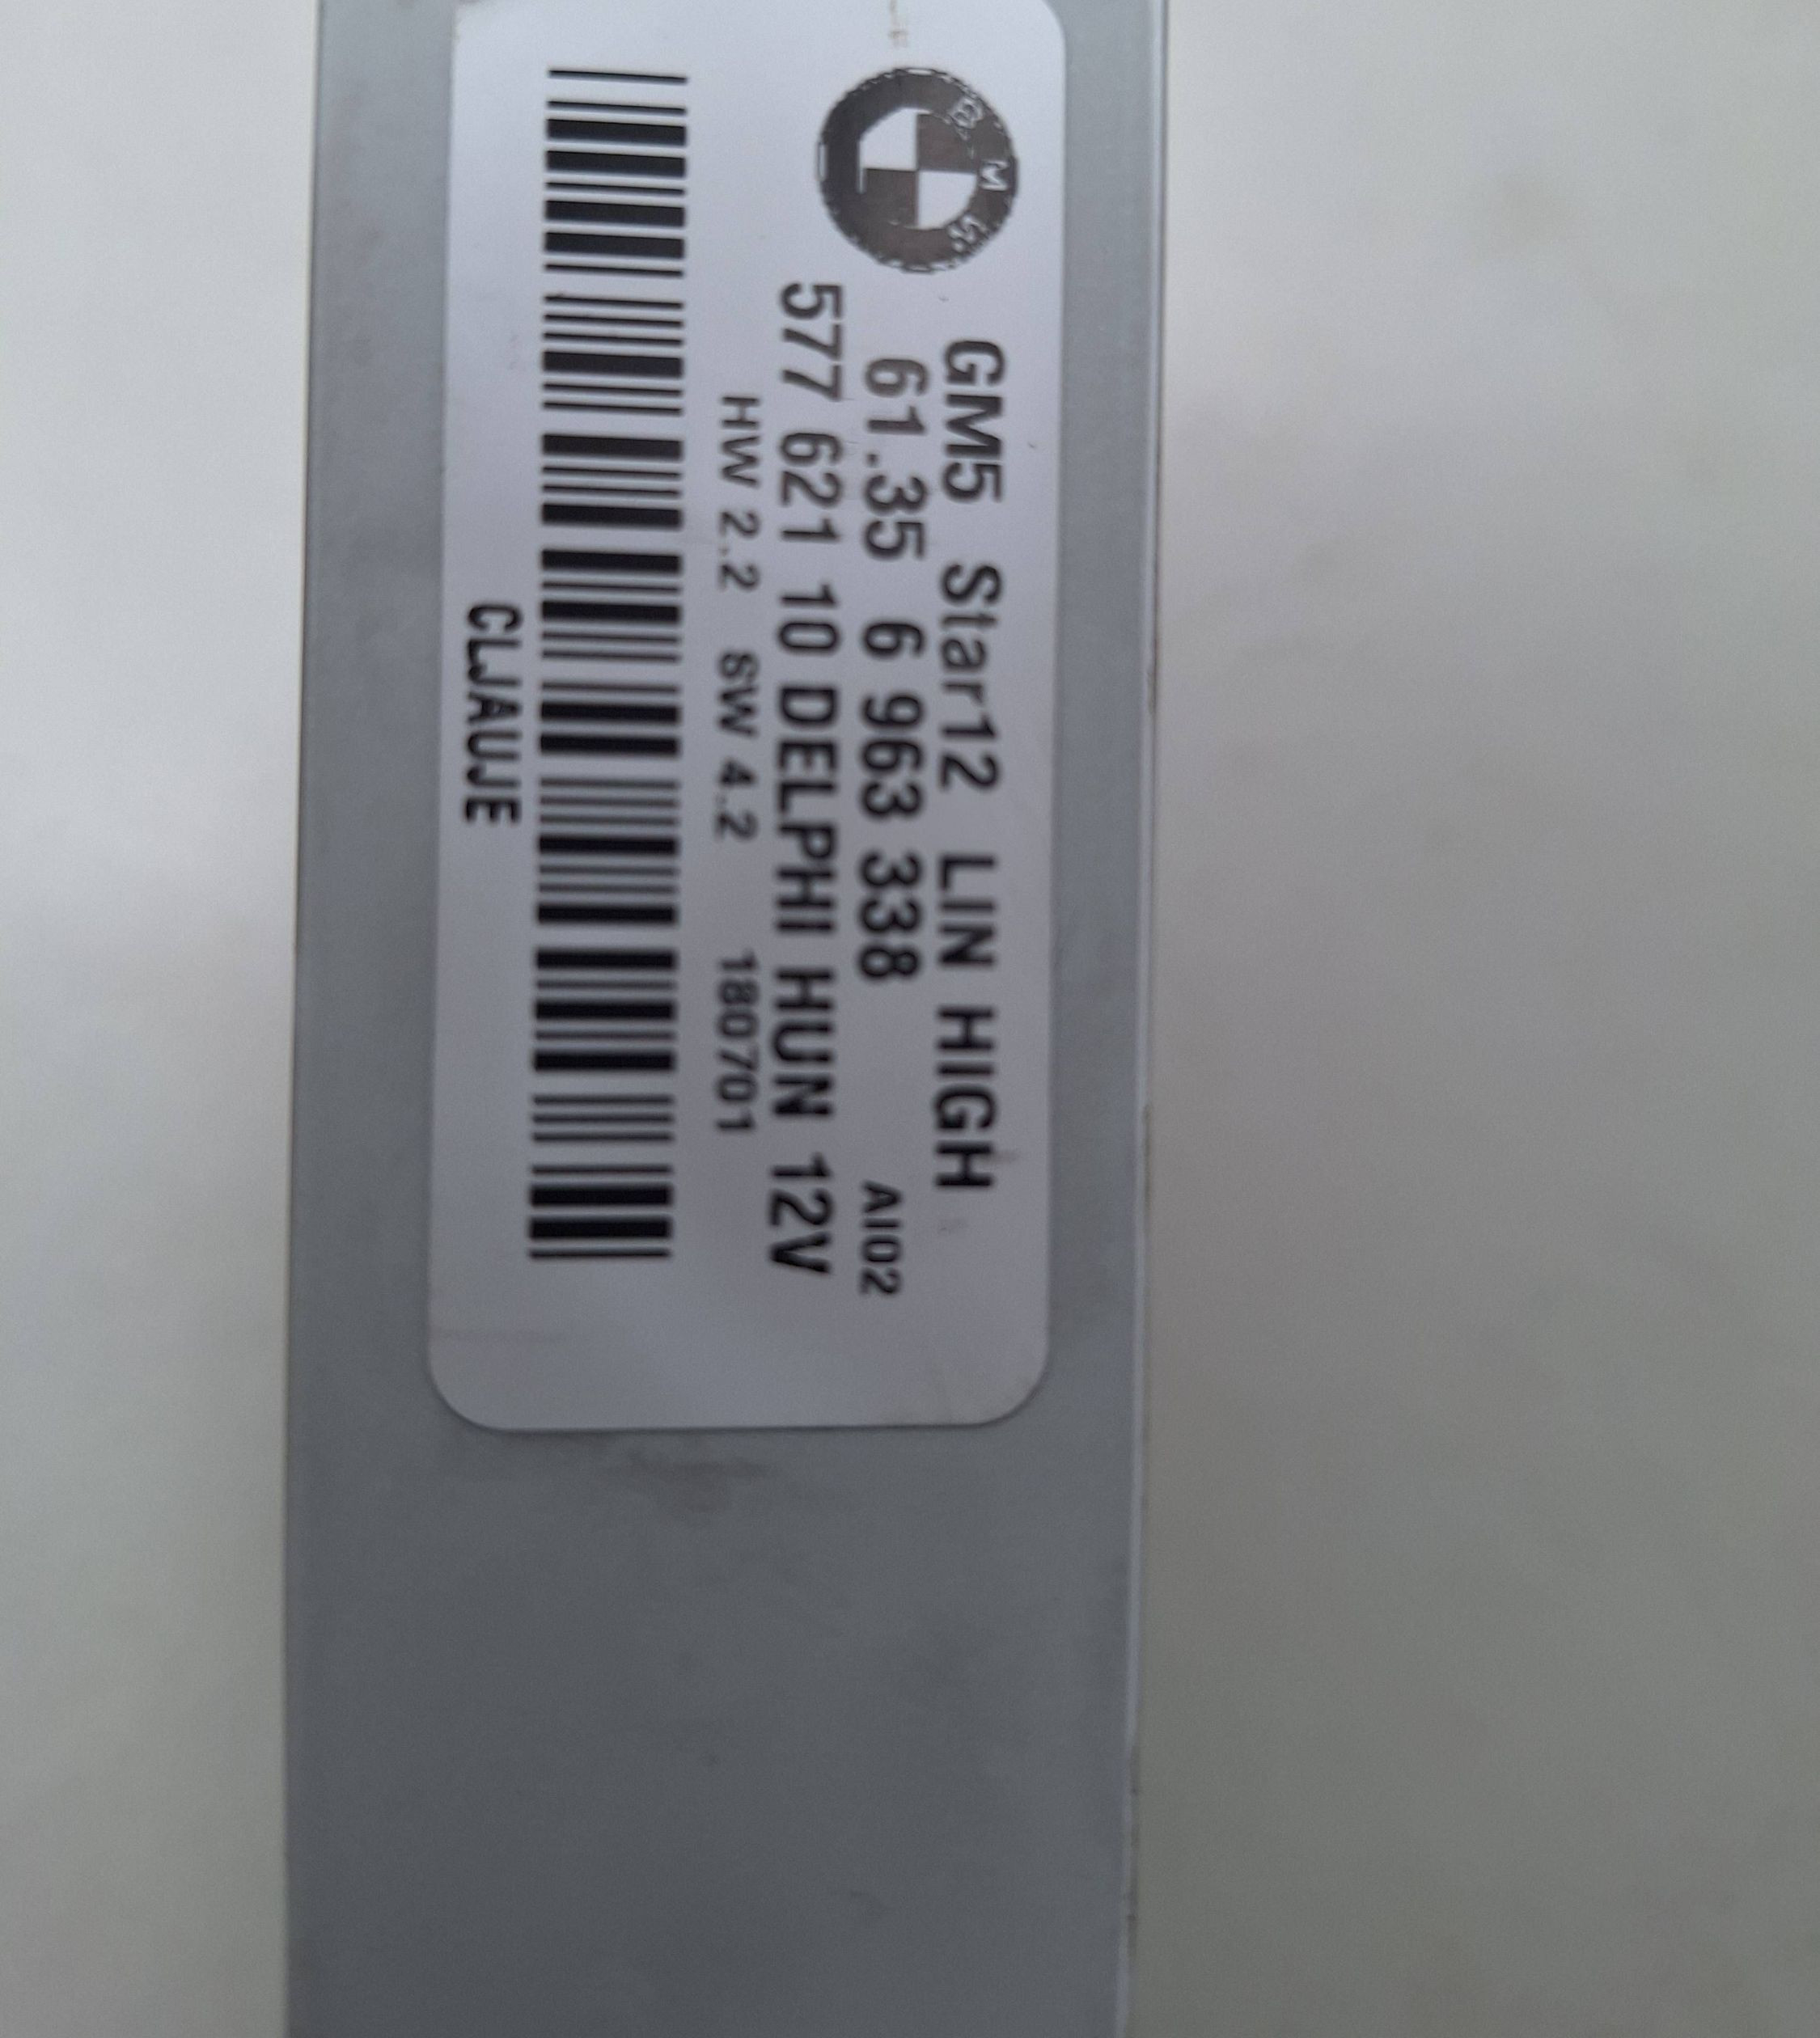 BMW
GM5 Star12 LIN HIGH
61.35 6 963 338 AI02
577 621 10 DELPHI HUN 12V
HW 2.2 SW 4.2 180701
CLJAUJE